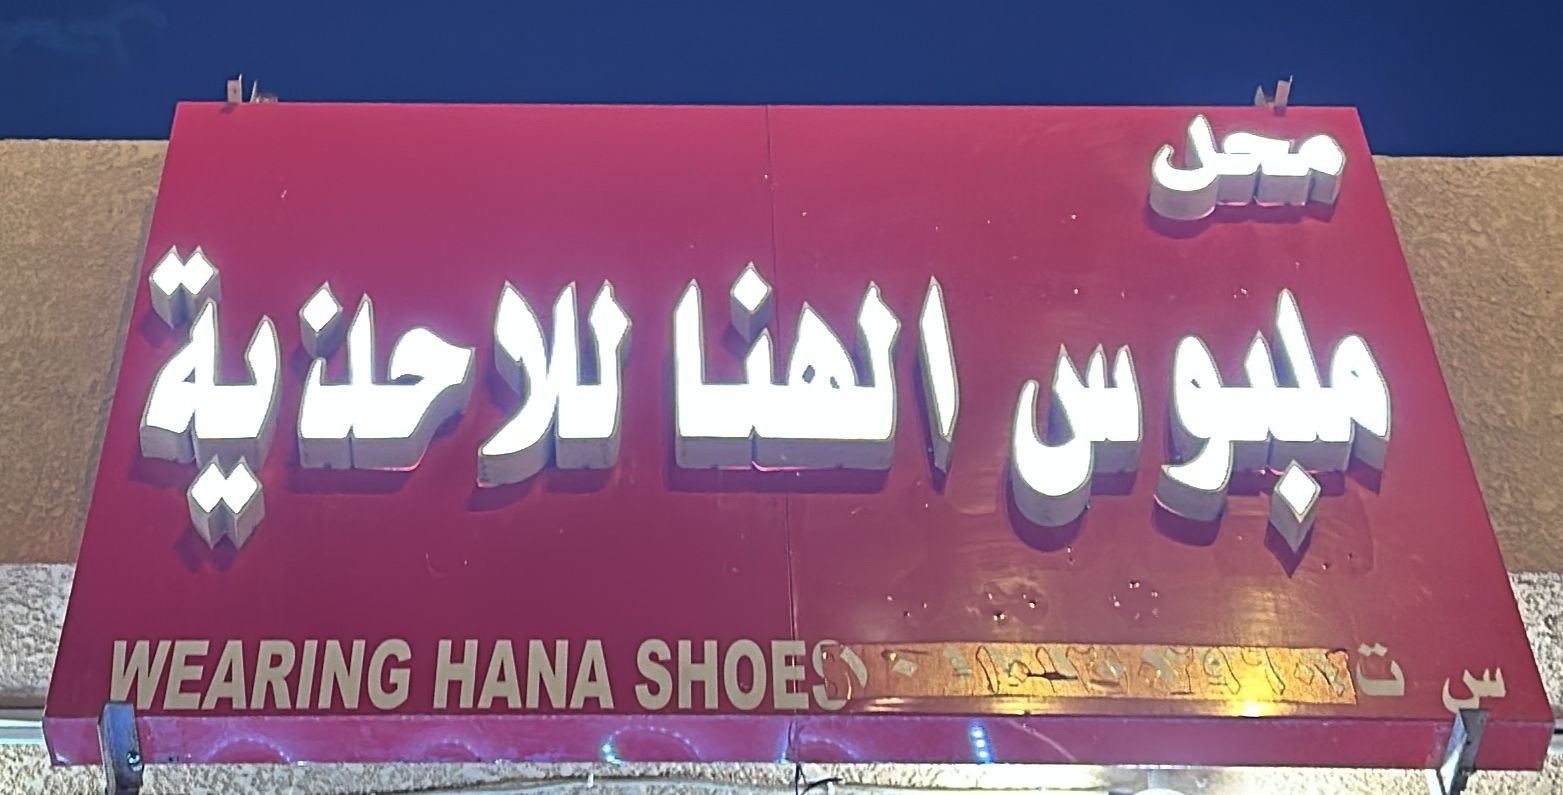 محل
ملبوس الهنا للاحذية
WEARING HANA SHOES
س ت